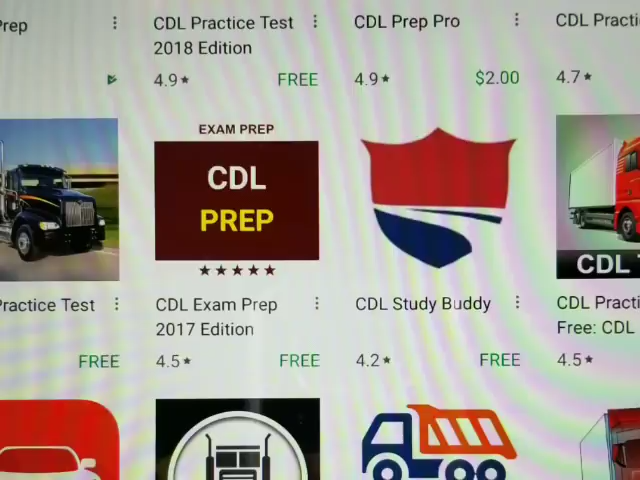 Prep
CDL Practice Test
2018 Edition
4.9★
FREE
CDL Prep Pro
4.9★
$2.00
CDL Practic
4.7★
EXAM PREP
CDL
PREP
★★★★★
CDL
Practice Test
FREE
CDL Exam Prep
2017 Edition
4.5★
FREE
CDL Study Buddy
4.2★
FREE
CDL Practi
Free: CDL
4.5★